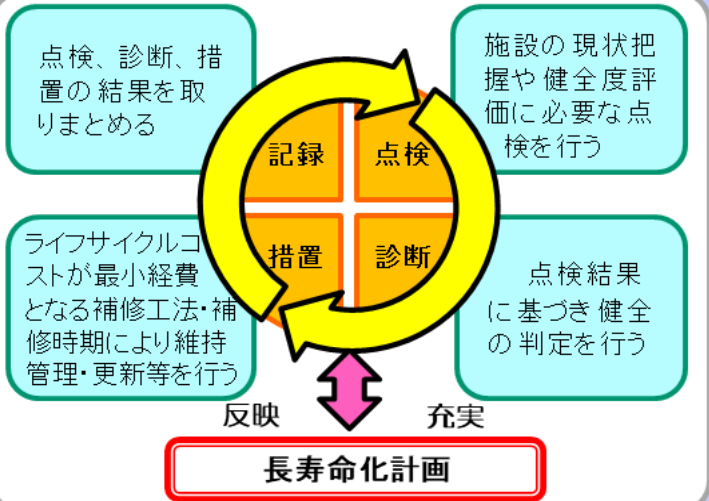 点検、診断、措
置の結果を取
りまとめる
施設の現状把
握や健全度評
価に必要な点
検を行う
記録
点検
措置
診断
ライフサイクルコ
ストが最小経費
となる補修工法・補
修時期により維持
管理・更新等を行う
点検結果
に基づき健全
の判定を行う
反映
充実
長寿命化計画